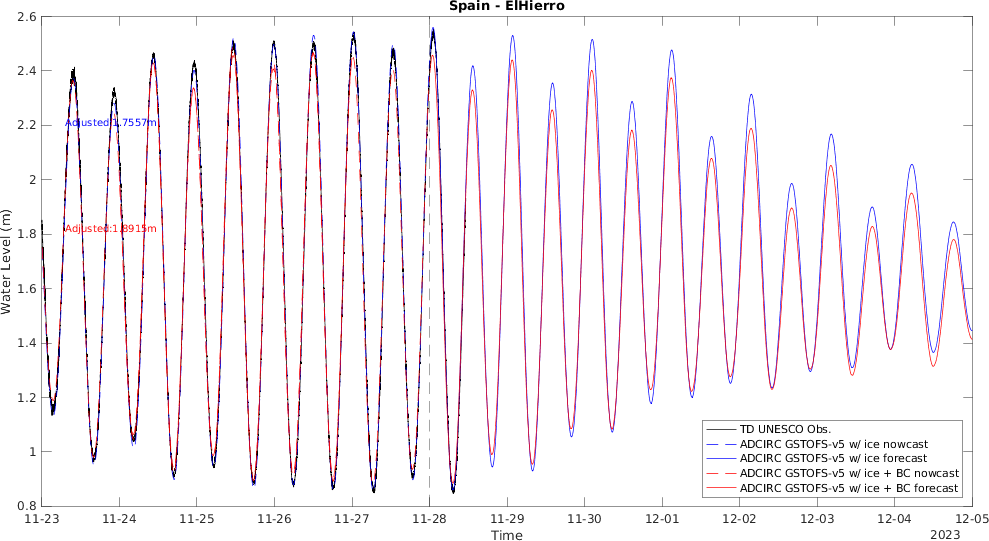 Spain - ElHierro
2.6
2.4
2.2
2
1.8
1.6
1.4
1.2
1
0.8
Water Level (m)
Adjusted:1.7557m
Adjusted:1.8915m
TD UNESCO Obs.
ADCIRC GSTOFS-v5 w/ ice nowcast
ADCIRC GSTOFS-v5 w/ ice forecast
ADCIRC GSTOFS-v5 w/ ice + BC nowcast
ADCIRC GSTOFS-v5 w/ ice + BC forecast
11-23 11-24 11-25 11-26 11-27 11-28 11-29 11-30 12-01 12-02 12-03 12-04 12-05
Time
2023